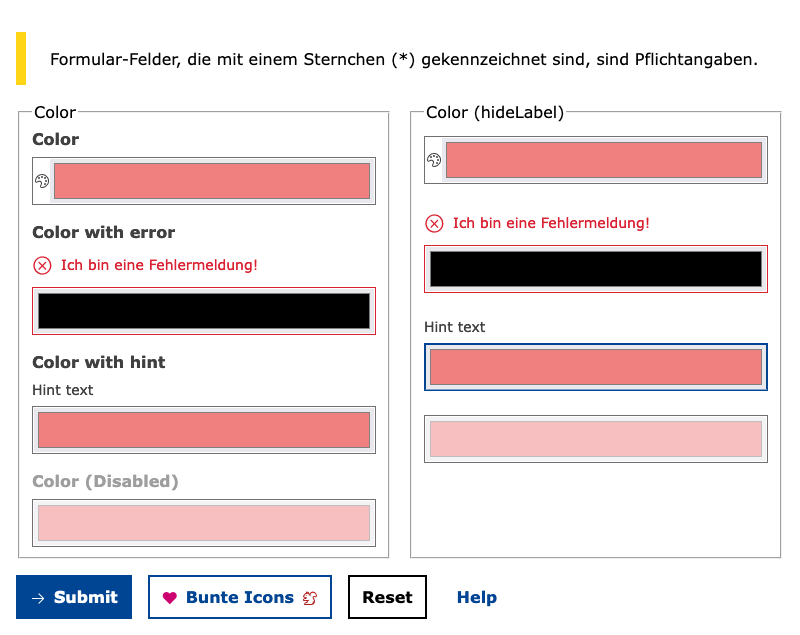 Formular-Felder, die mit einem Sternchen (*) gekennzeichnet sind, sind Pflichtangaben.
Color
Color
Color with error
Ich bin eine Fehlermeldung!
Color with hint
Hint text
Color (Disabled)
Color (hideLabel)
Ich bin eine Fehlermeldung!
Hint text
Submit
Bunte Icons
Reset
Help